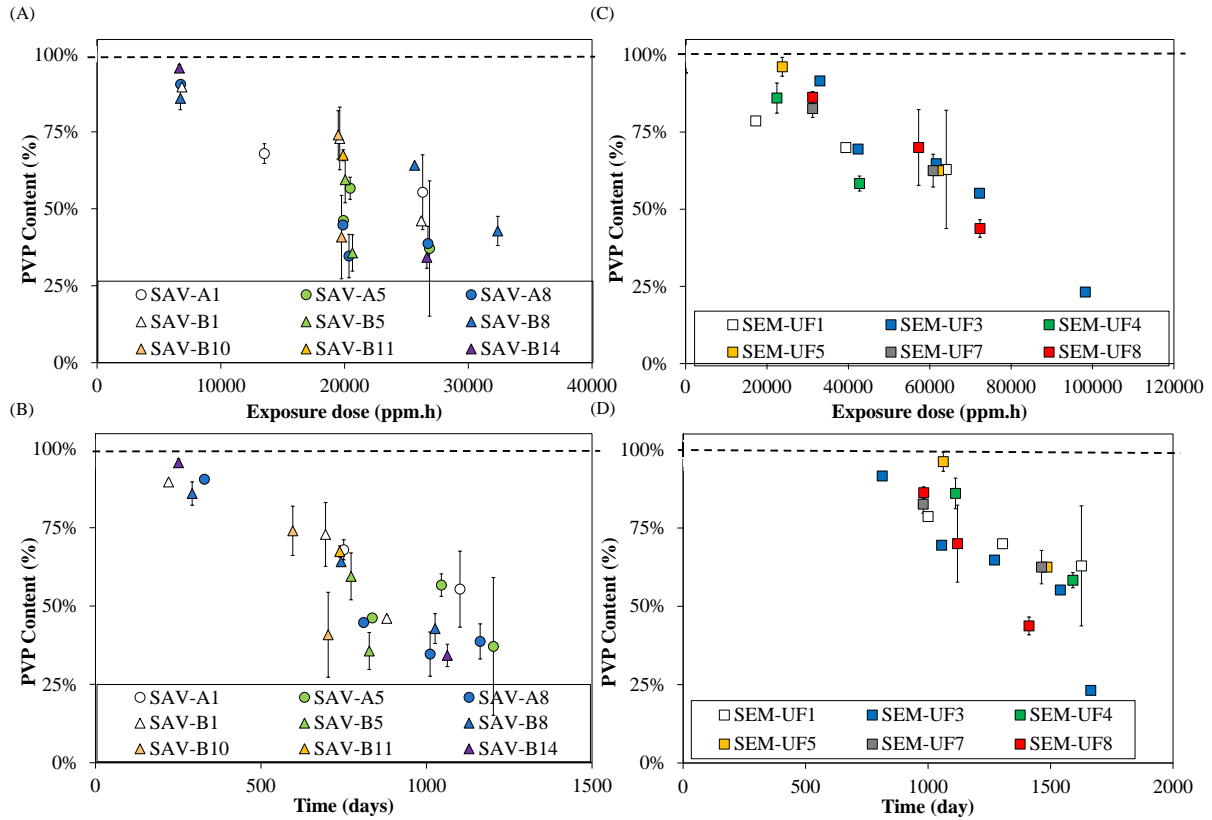 (A)
PVP Content (%)
100%
75%
50%
25%
0%
SAV-A1 SAV-A5 SAV-A8
SAV-B1 SAV-B5 SAV-B8
SAV-B10 SAV-B11 SAV-B14
0 10000 20000 30000 40000
Exposure dose (ppm.h)
(C)
PVP Content (%)
100%
75%
50%
25%
0%
SEM-UF1 SEM-UF3 SEM-UF4
SEM-UF5 SEM-UF7 SEM-UF8
0 20000 40000 60000 80000 100000 120000
Exposure dose (ppm.h)
(B)
PVP Content (%)
100%
75%
50%
25%
0%
SAV-A1 SAV-A5 SAV-A8
SAV-B1 SAV-B5 SAV-B8
SAV-B10 SAV-B11 SAV-B14
0 500 1000 1500
Time (days)
(D)
PVP Content (%)
100%
75%
50%
25%
0%
SEM-UF1 SEM-UF3 SEM-UF4
SEM-UF5 SEM-UF7 SEM-UF8
0 500 1000 1500 2000
Time (day)